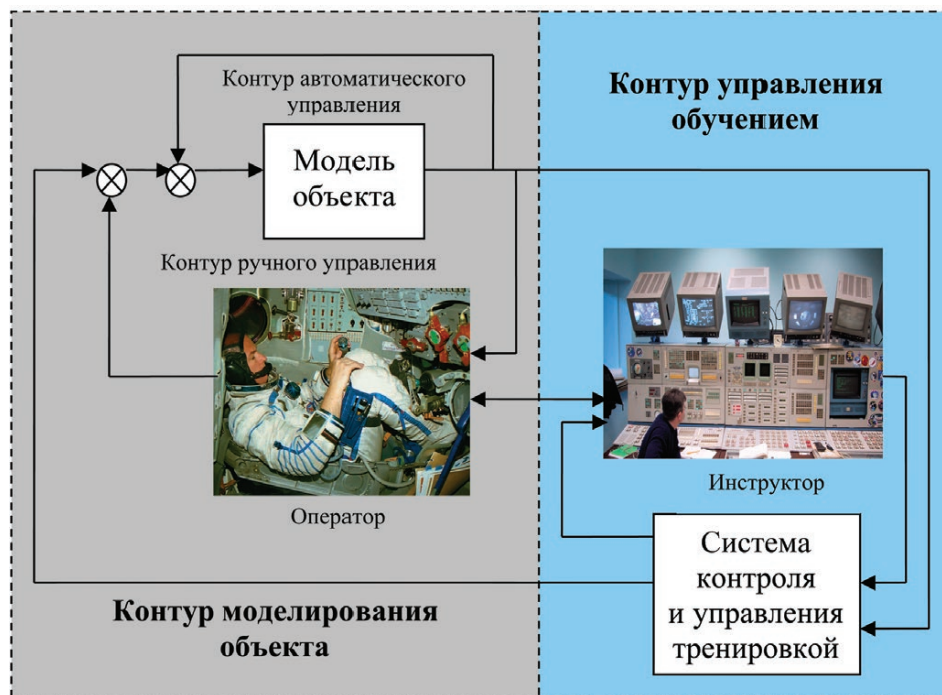 Контур автоматического
управления
Модель
объекта
Контур ручного управления
Оператор
Контур моделирования
объекта
Контур управления
обучением
Инструктор
Система
контроля
и управления
тренировкой